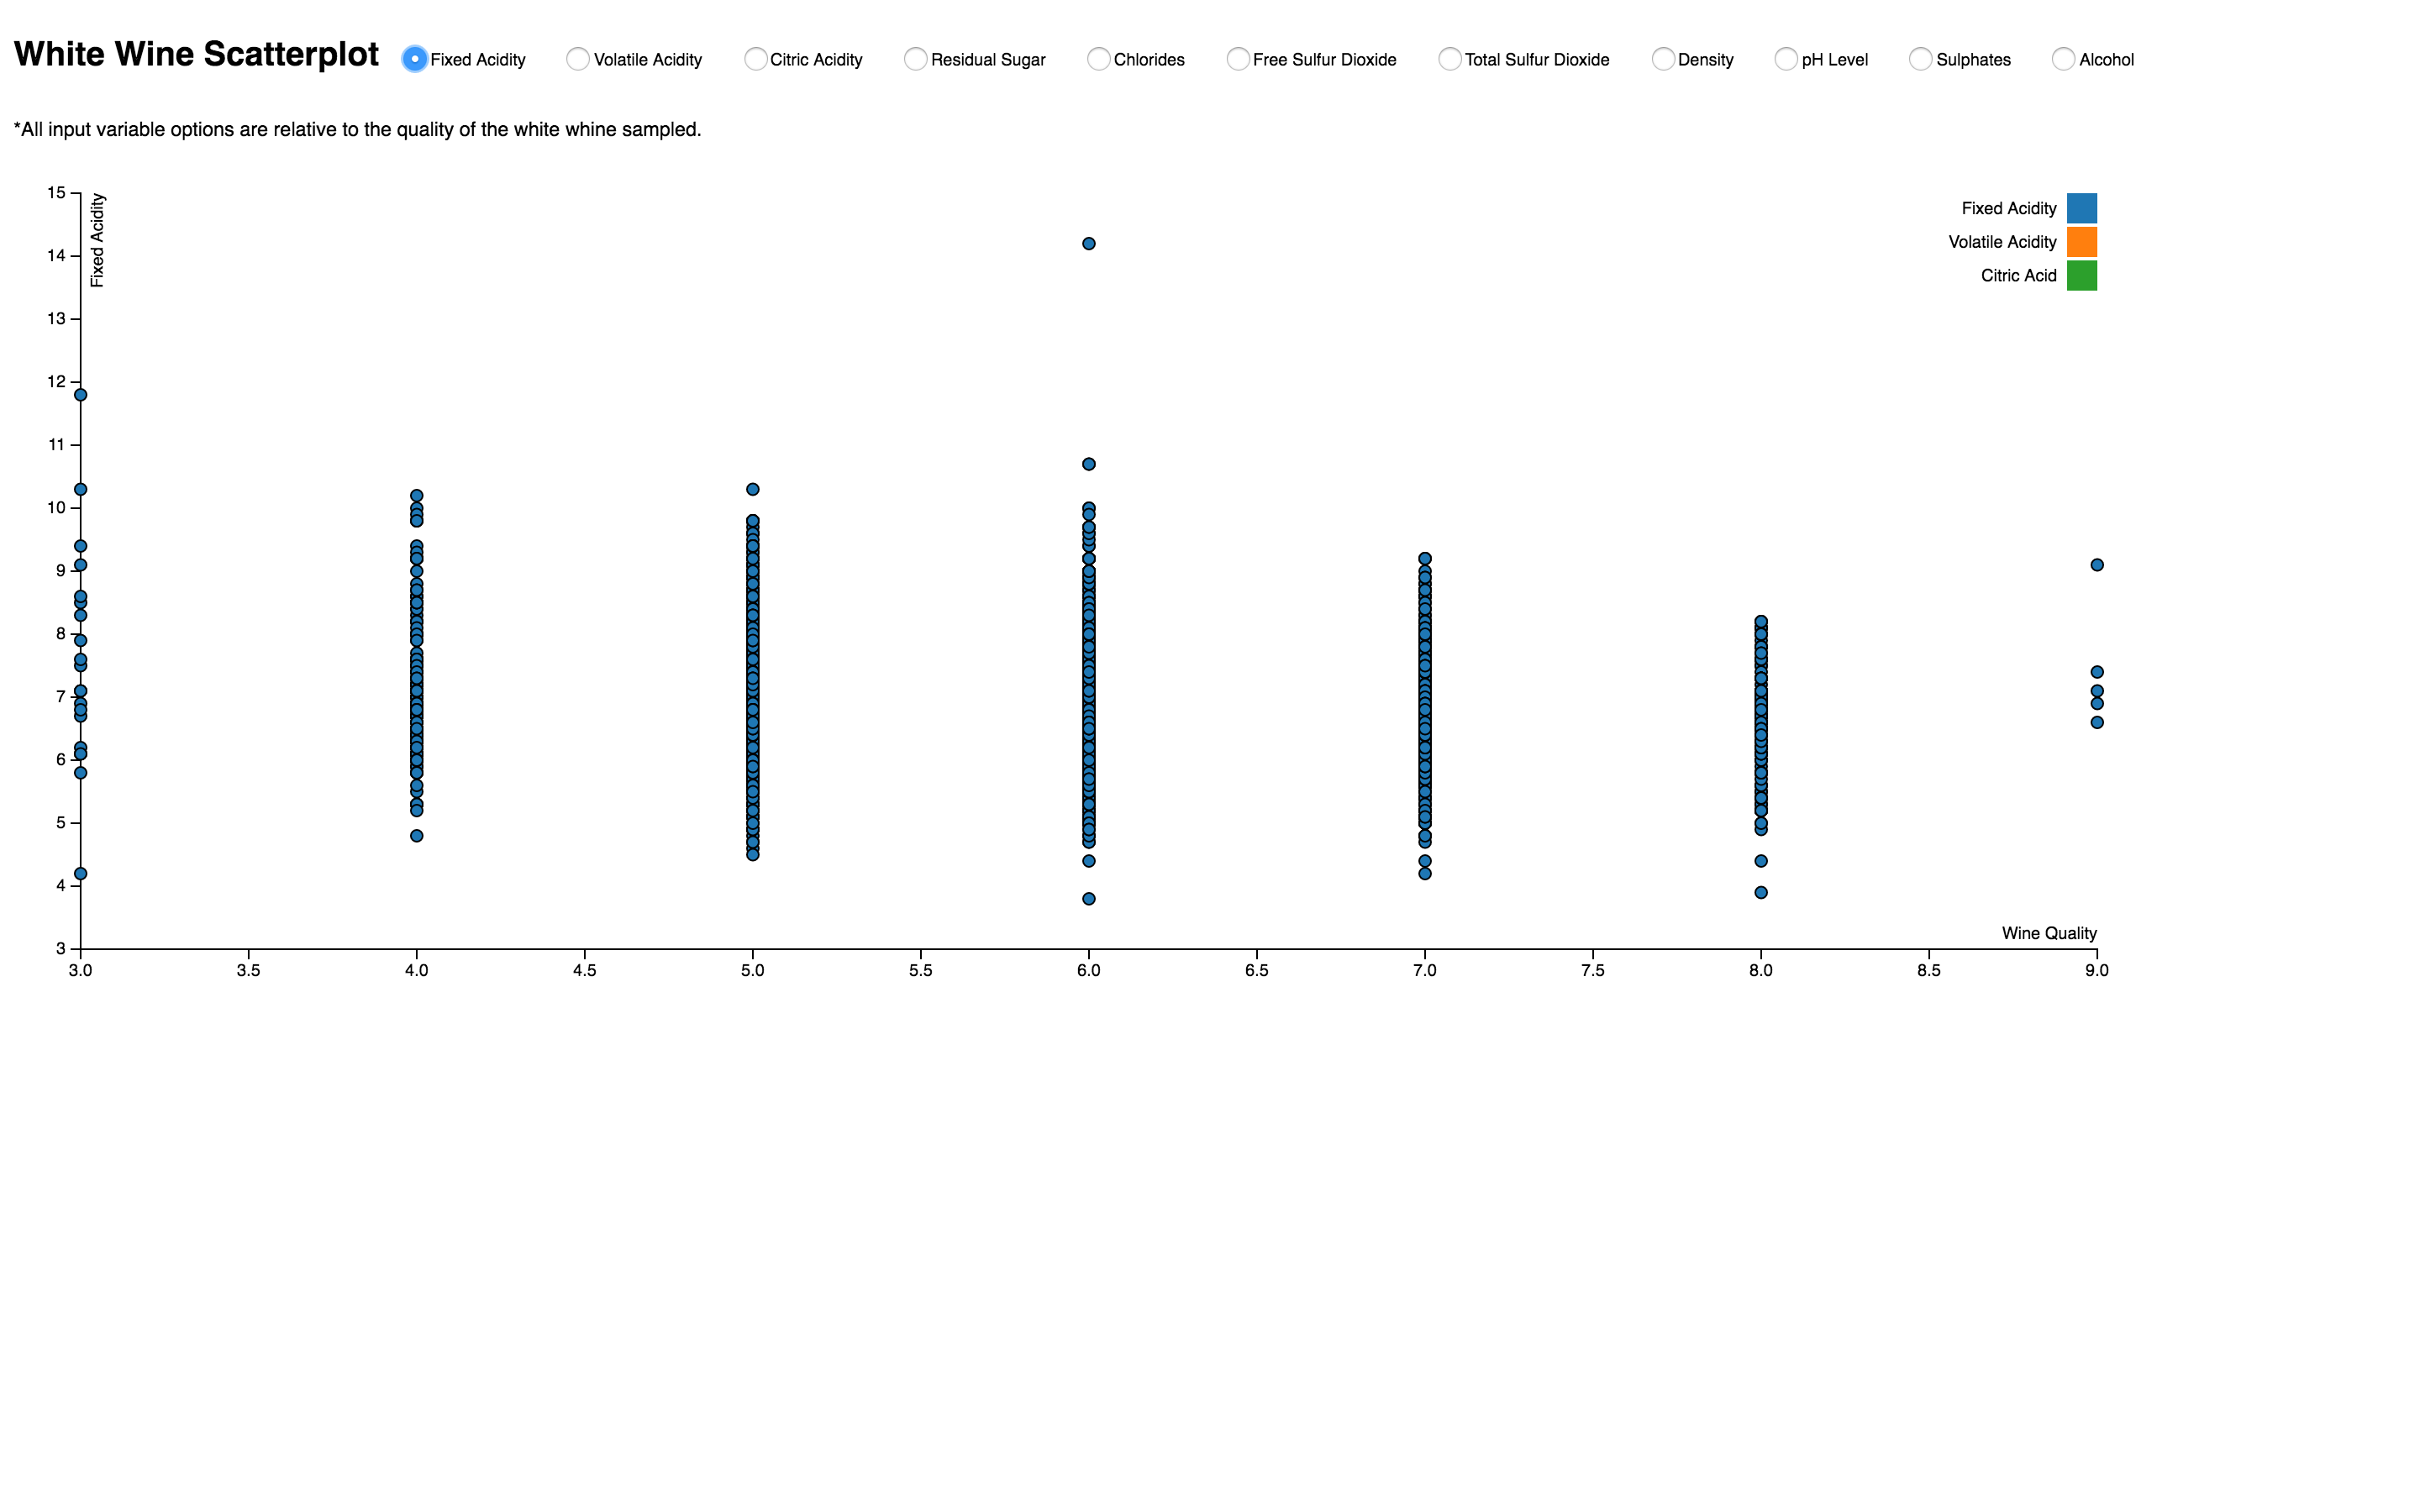 White Wine Scatterplot Fixed Acidity Volatile Acidity Citric Acidity Residual Sugar Chlorides Free Sulfur Dioxide Total Sulfur Dioxide Density pH Level Sulphates Alcohol
*All input variable options are relative to the quality of the white whine sampled.
Fixed Acidity
Volatile Acidity
Citric Acid
Fixed Acidity
15
14
13
12
11
10
9
8
7
6
5
4
3
Wine Quality
3.0 3.5 4.0 4.5 5.0 5.5 6.0 6.5 7.0 7.5 8.0 8.5 9.0